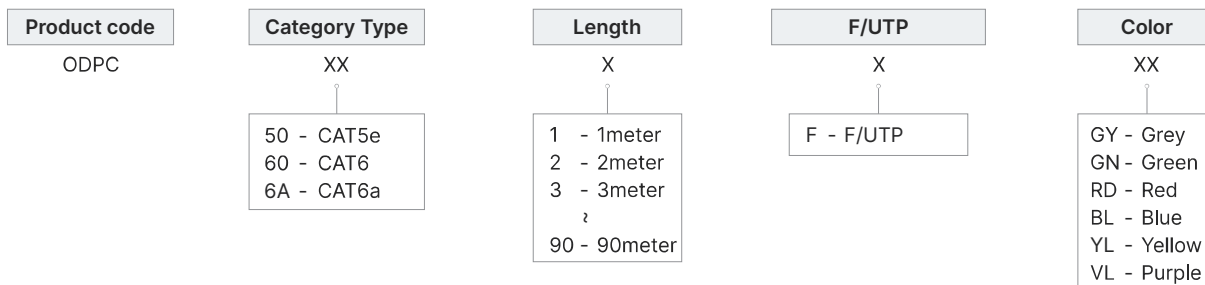 Product code
ODPC
Category Type
XX
50 - CAT5e
60 - CAT6
6A - CAT6a
Length
X
1 - 1meter
2 - 2meter
3 - 3meter
~
90 - 90meter
F/UTP
X
F - F/UTP
Color
XX
GY - Grey
GN - Green
RD - Red
BL - Blue
YL - Yellow
VL - Purple